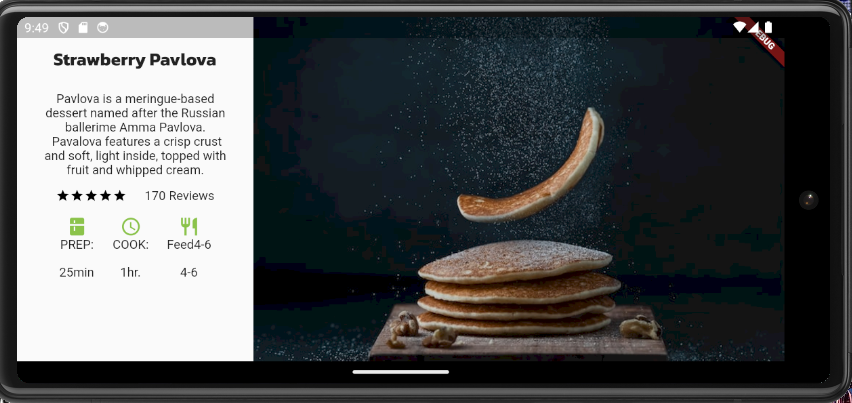 9:49
Strawberry Pavlova
Pavlova is a meringue-based
dessert named after the Russian
ballerime Amma Pavlova.
Pavalova features a crisp crust
and soft, light inside, topped with
fruit and whipped cream.
170 Reviews
PREP: COOK: Feed4-6
25min 1hr. 4-6